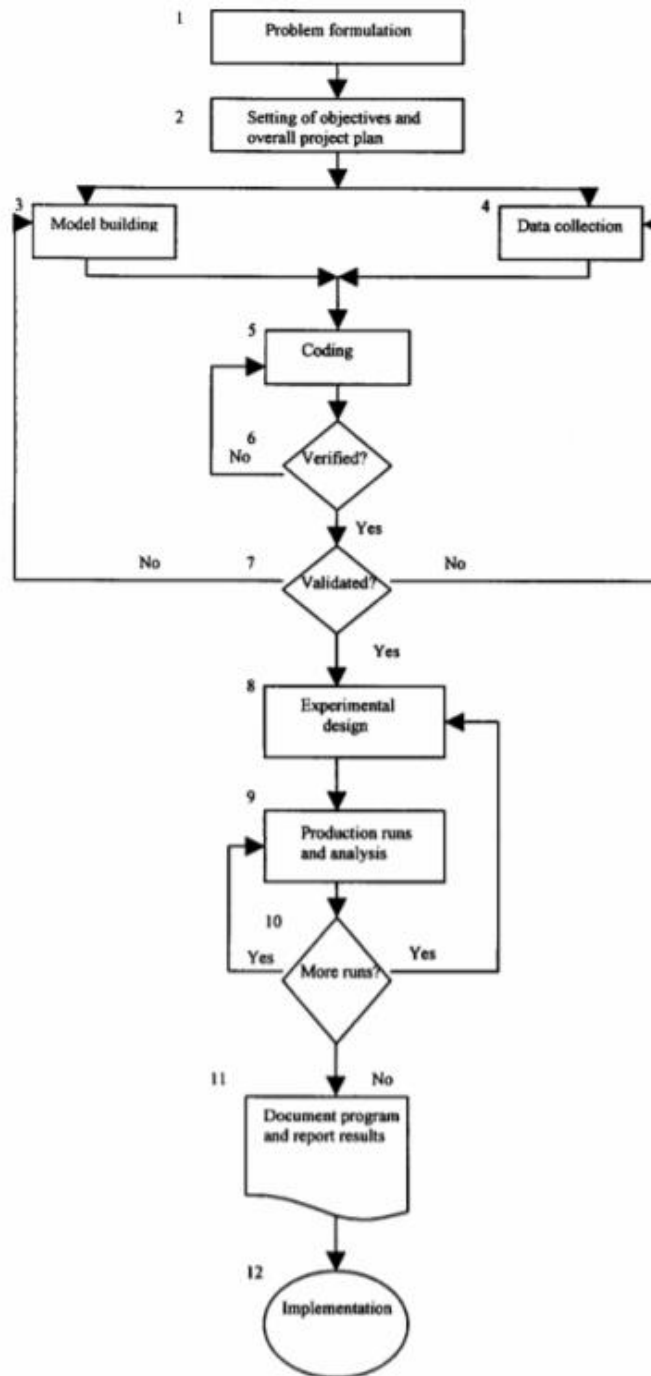 1
Problem formulation
2
Setting of objectives and
overall project plan
3
Model building
4
Data collection
5
Coding
6
No
Verified?
Yes
No
7
Validated?
No
Yes
8
Experimental
design
9
Production runs
and analysis
10
Yes
More runs?
Yes
No
11
Document program
and report results
12
Implementation